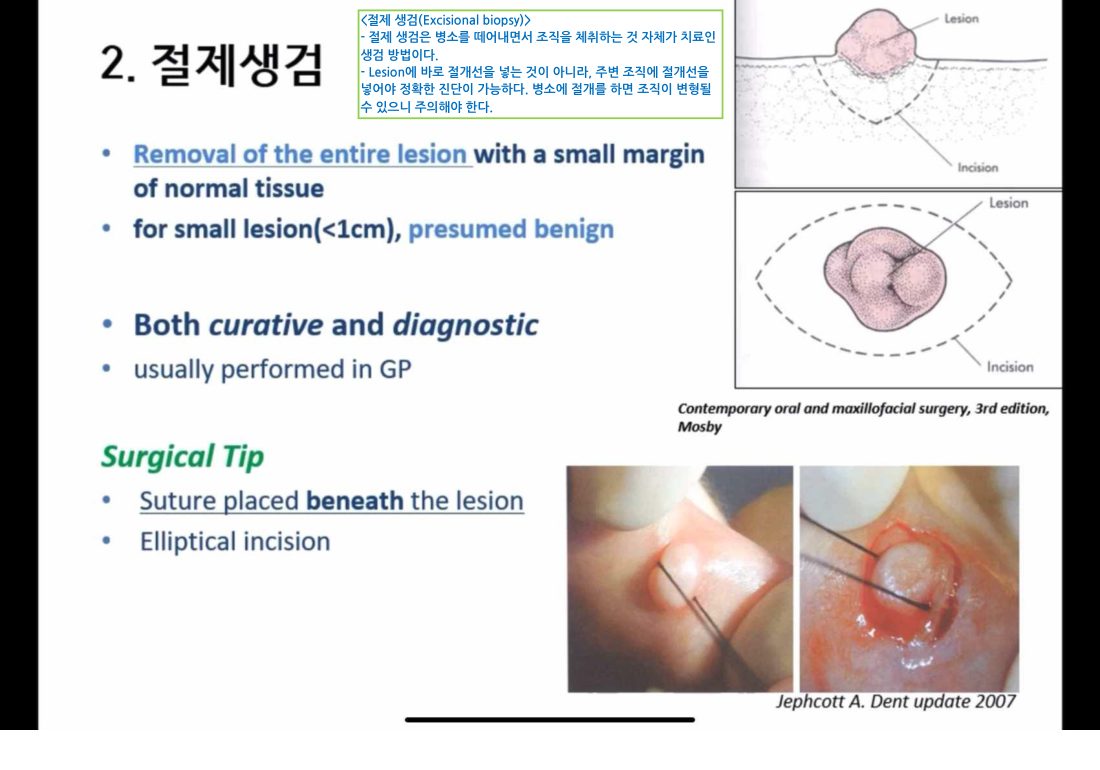 2. 절제생검
<절제 생검(Excisional biopsy)>
- 절제 생검은 병소를 떼어내면서 조직을 체취하는 것 자체가 치료인
생검 방법이다.
- Lesion에 바로 절개선을 넣는 것이 아니라, 주변 조직에 절개선을
넣어야 정확한 진단이 가능하다. 병소에 절개를 하면 조직이 변형될
수 있으니 주의해야 한다.
• Removal of the entire lesion with a small margin
of normal tissue
• for small lesion(<1cm), presumed benign
• Both curative and diagnostic
• usually performed in GP
Surgical Tip
• Suture placed beneath the lesion
• Elliptical incision
Lesion
Incision
Lesion
Incision
Contemporary oral and maxillofacial surgery, 3rd edition,
Mosby
Jephcott A. Dent update 2007